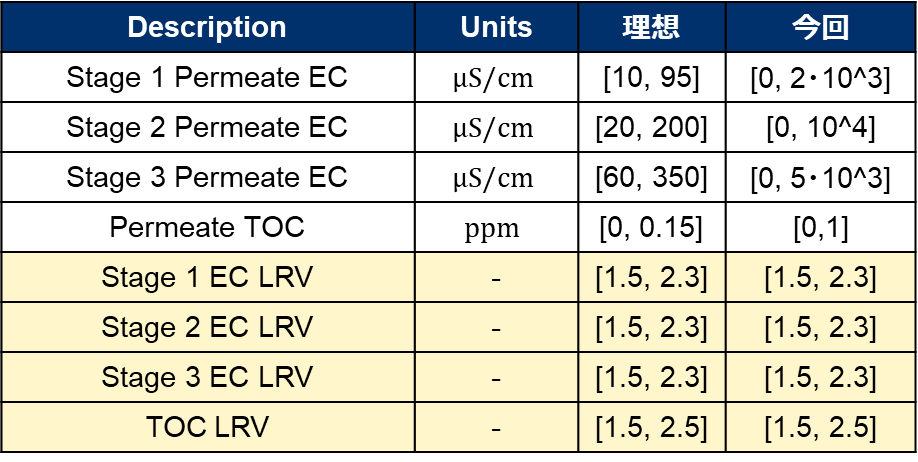 Description Units 理想 今回
Stage 1 Permeate EC μS/cm [10, 95] [0, 2・10^3]
Stage 2 Permeate EC μS/cm [20, 200] [0, 10^4]
Stage 3 Permeate EC μS/cm [60, 350] [0, 5・10^3]
Permeate TOC ppm [0, 0.15] [0,1]
Stage 1 EC LRV - [1.5, 2.3] [1.5, 2.3]
Stage 2 EC LRV - [1.5, 2.3] [1.5, 2.3]
Stage 3 EC LRV - [1.5, 2.3] [1.5, 2.3]
TOC LRV - [1.5, 2.5] [1.5, 2.5]